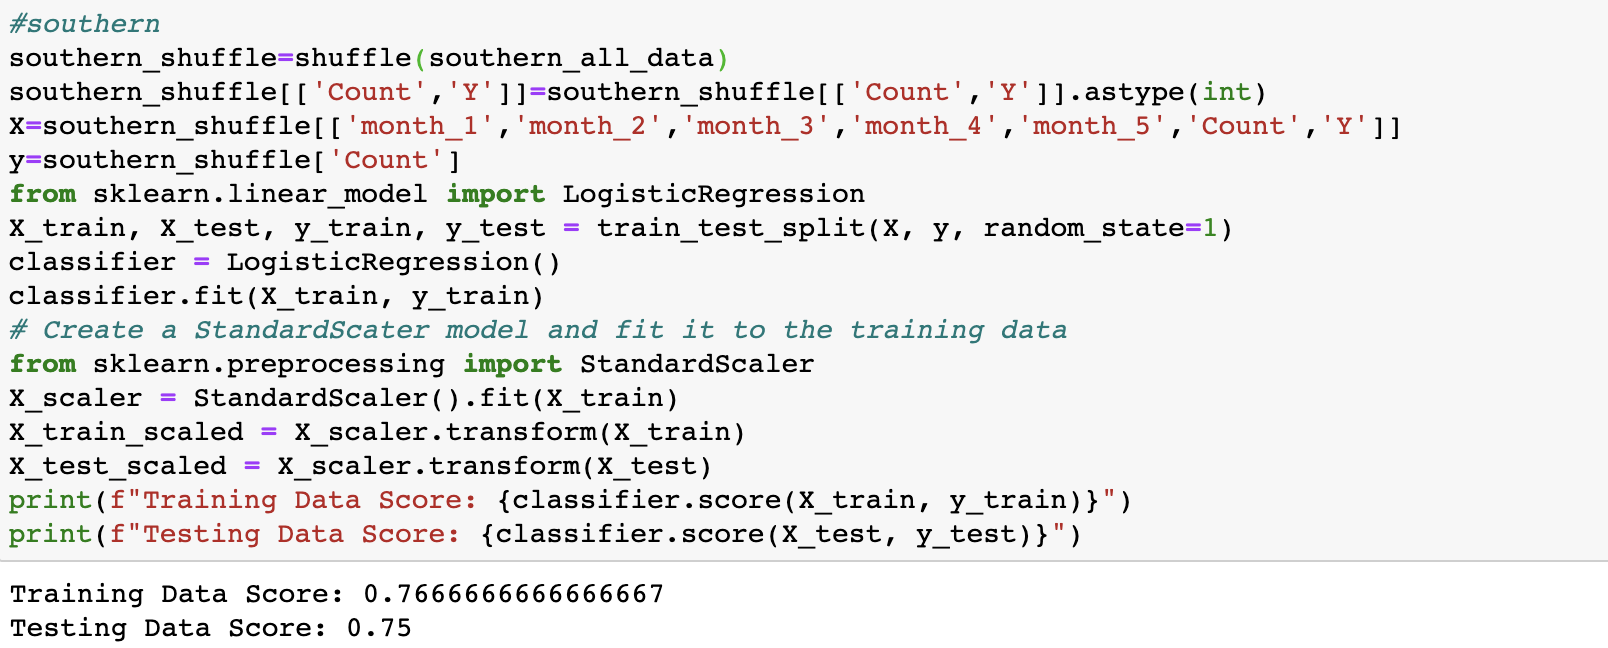 #southern
southern_shuffle=shuffle(southern_all_data)
southern_shuffle[['Count','Y']]=southern_shuffle[['Count','Y']].astype(int)
X=southern_shuffle[['month_1','month_2','month_3','month_4','month_5','Count','Y']]
y=southern_shuffle['Count']
from sklearn.linear_model import LogisticRegression
X_train, X_test, y_train, y_test = train_test_split(X, y, random_state=1)
classifier = LogisticRegression()
classifier.fit(X_train, y_train)
# Create a StandardScater model and fit it to the training data
from sklearn.preprocessing import StandardScaler
X_scaler = StandardScaler().fit(X_train)
X_train_scaled = X_scaler.transform(X_train)
X_test_scaled = X_scaler.transform(X_test)
print(f"Training Data Score: {classifier.score(X_train, y_train)}")
print(f"Testing Data Score: {classifier.score(X_test, y_test)}")
Training Data Score: 0.7666666666666667
Testing Data Score: 0.75